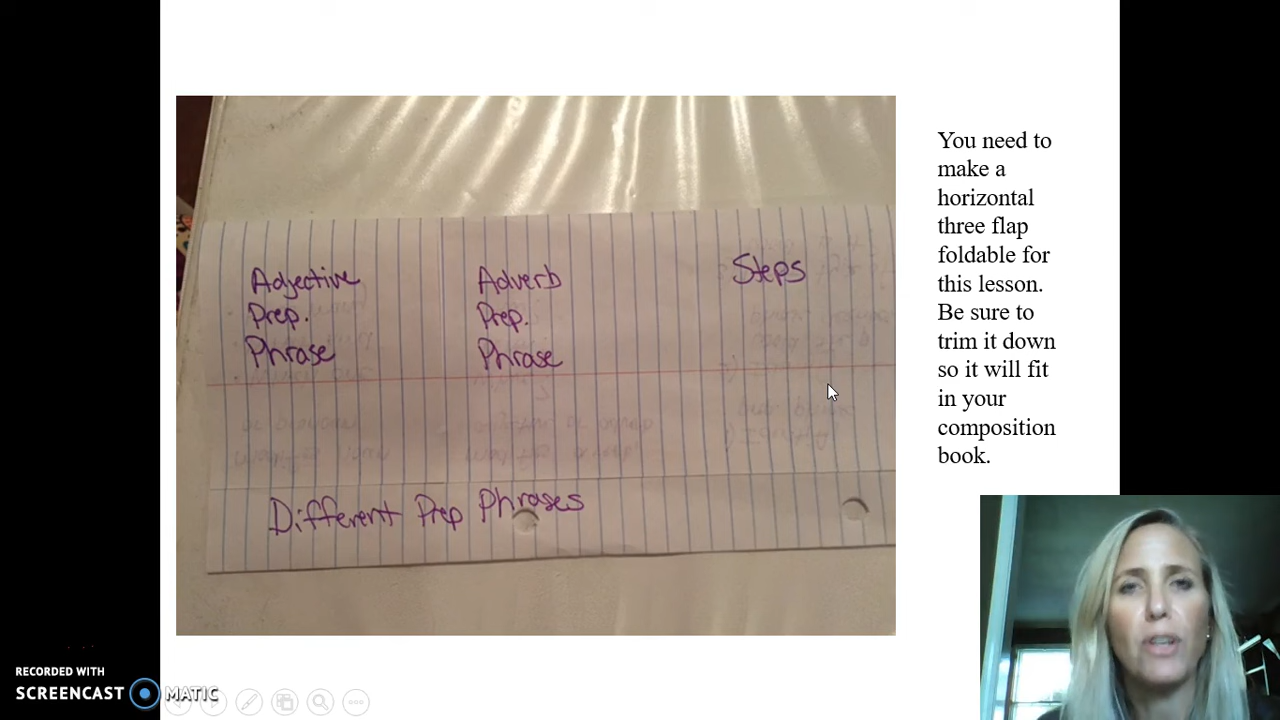 Adjective
Prep.
Phrase
Adverb
Prep.
Phrase
Steps
Different Prep Phrases
You need to
make a
horizontal
three flap
foldable for
this lesson.
Be sure to
trim it down
so it will fit
in your
composition
book.
RECORDED WITH
SCREENCAST MATIC